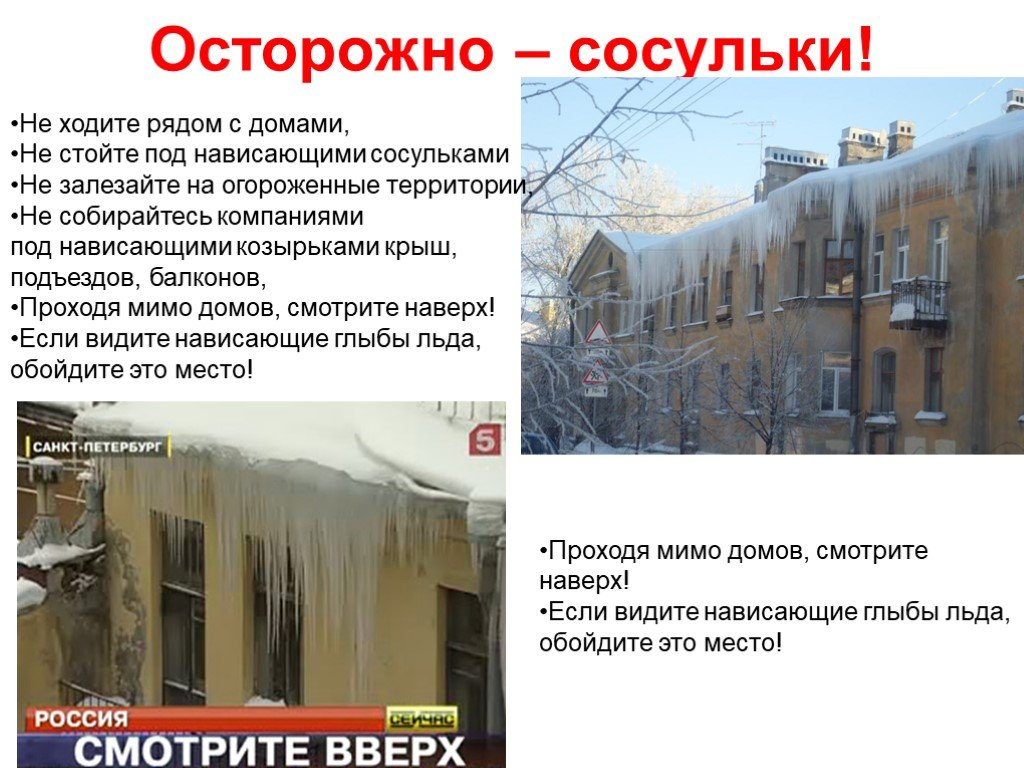 Осторожно – сосульки!
•Не ходите рядом с домами,
•Не стойте под нависающими сосульками
•Не залезайте на огороженные территории,
•Не собирайтесь компаниями
под нависающими козырьками крыш,
подъездов, балконов,
•Проходя мимо домов, смотрите наверх!
•Если видите нависающие глыбы льда,
обойдите это место!
САНКТ-ПЕТЕРБУРГ
5
РОССИЯ
СЕЙЧАС
СМОТРИТЕ ВВЕРХ
•Проходя мимо домов, смотрите
наверх!
•Если видите нависающие глыбы льда,
обойдите это место!